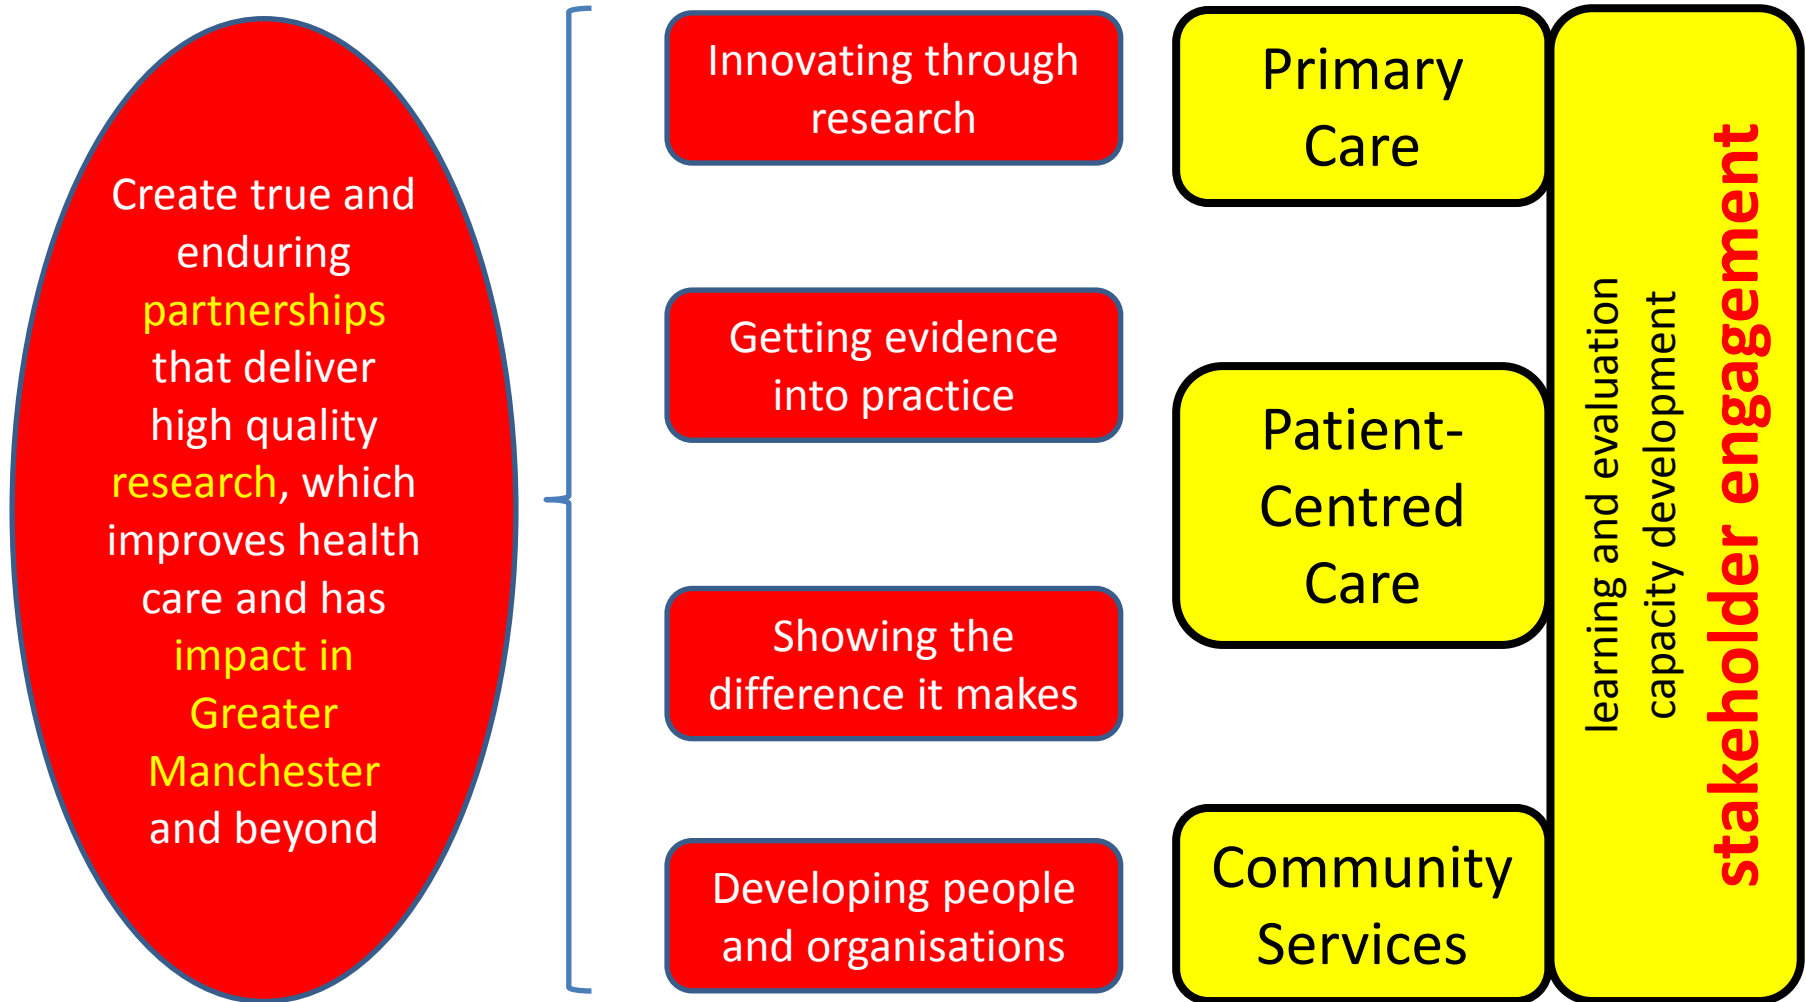 Create true and
enduring
partnerships
that deliver
high quality
research, which
improves health
care and has
impact in
Greater
Manchester
and beyond
Innovating through
research
Getting evidence
into practice
Showing the
difference it makes
Developing people
and organisations
Primary
Care
Patient-
Centred
Care
Community
Services
learning and evaluation
capacity development
stakeholder engagement